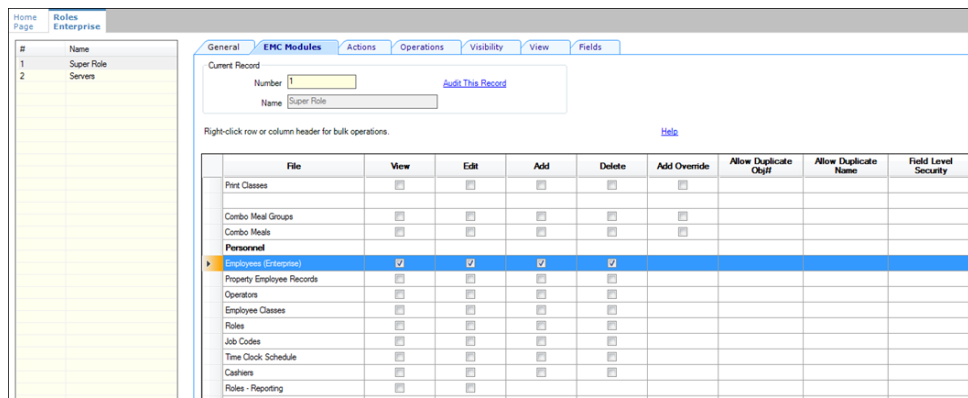 Home Page
Roles Enterprise
# Name
1 Super Role
2 Servers
General EMC Modules Actions Operations Visibility View Fields
Current Record
Number 1 Audit This Record
Name Super Role
Right-click row or column header for bulk operations. Help
File View Edit Add Delete Add Override Allow Duplicate Obj# Allow Duplicate Name Field Level Security
Print Classes
Combo Meal Groups
Combo Meals
Personnel
Employees (Enterprise)
Property Employee Records
Operators
Employee Classes
Roles
Job Codes
Time Clock Schedule
Cashiers
Roles - Reporting